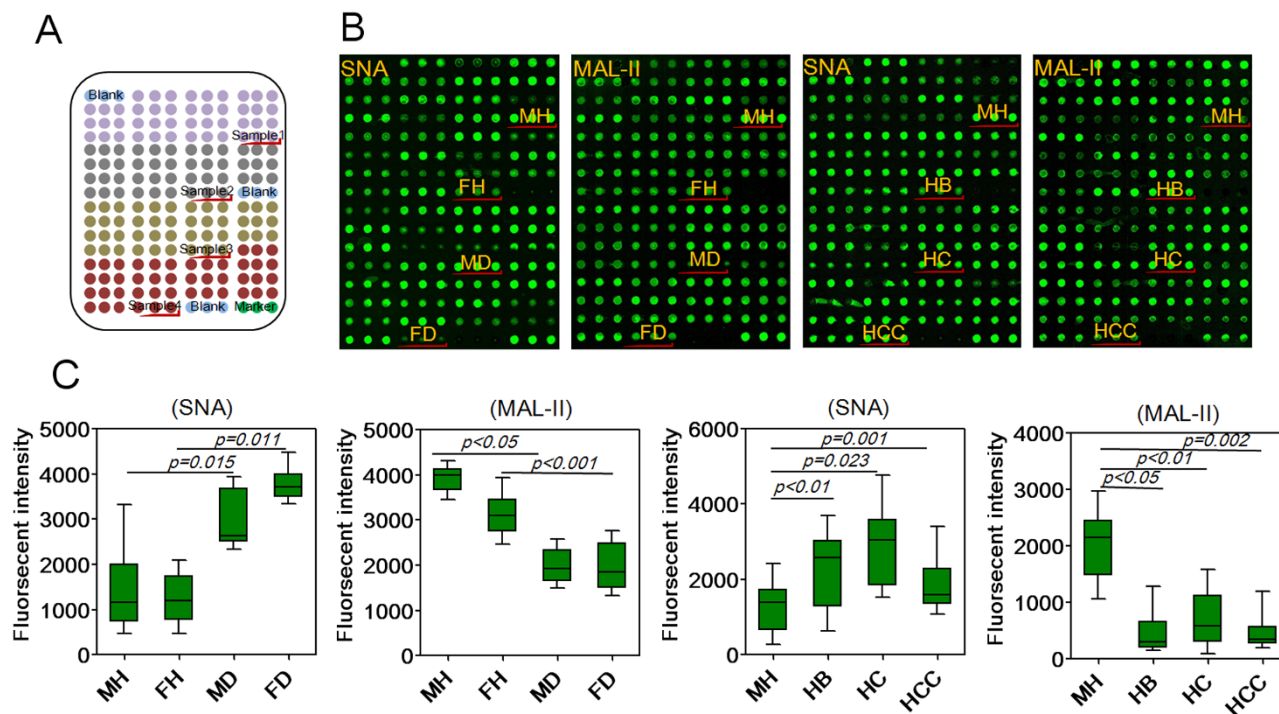 A
Blank
Sample1
Sample2 Blank
Sample3
Sample4 Blank Marker
B
SNA MAL-II SNA MAL-II
MH MH MH MH
FH FH HB HB
MD MD HC HC
FD FD HCC HCC
C
(SNA)
Fluorsecent intensity
5000
4000
3000
2000
1000
0
p=0.011
p=0.015
MH FH MD FD
(MAL-II)
Fluorsecent intensity
5000
4000
3000
2000
1000
0
p<0.05
p<0.001
MH FH MD FD
(SNA)
Fluorsecent intensity
6000
4000
2000
0
p=0.001
p=0.023
p<0.01
MH HB HC HCC
(MAL-II)
Fluorsecent intensity
4000
3000
2000
1000
0
p=0.002
p<0.01
p<0.05
MH HB HC HCC